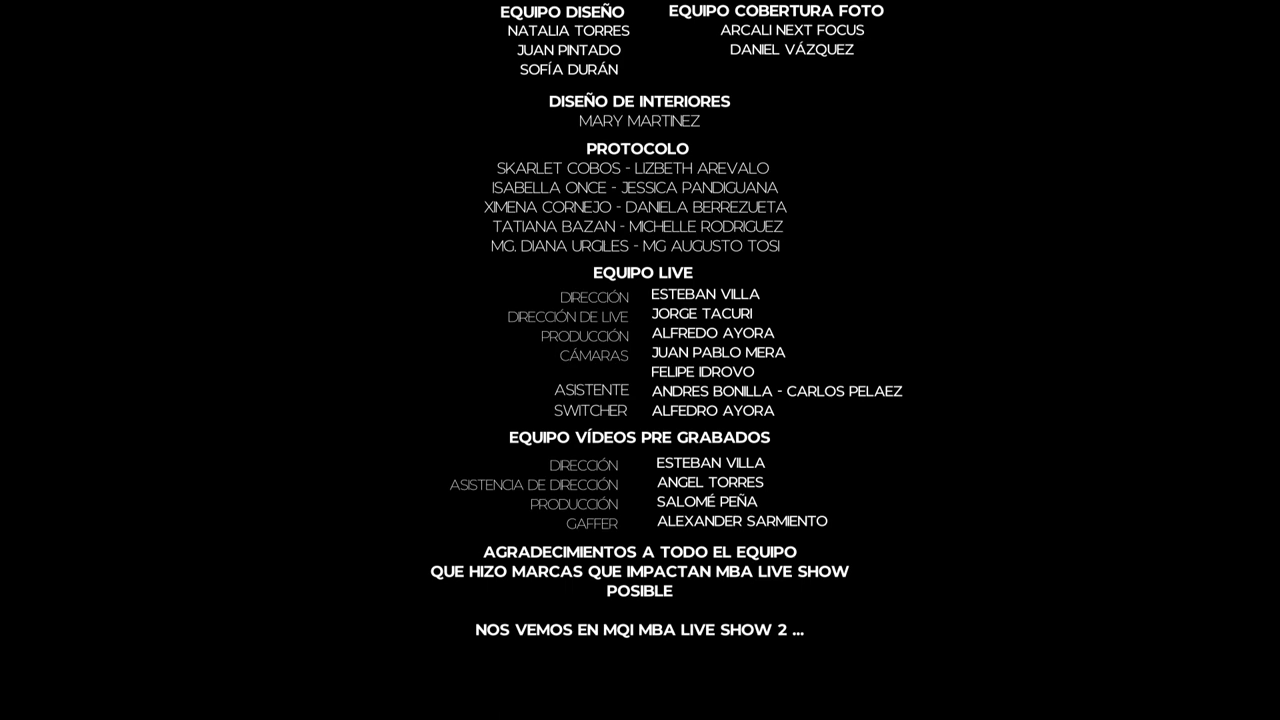 EQUIPO DISEÑO
NATALIA TORRES
JUAN PINTADO
SOFÍA DURÁN
EQUIPO COBERTURA FOTO
ARCALI NEXT FOCUS
DANIEL VÁZQUEZ
DISEÑO DE INTERIORES
MARY MARTINEZ
PROTOCOLO
SKARLET COBOS - LIZBETH AREVALO
ISABELLA ONCE - JESSICA PANDIGUANA
XIMENA CORNEJO - DANIELA BERREZUETA
TATIANA BAZAN - MICHELLE RODRIGUEZ
MG. DIANA URGILES - MG AUGUSTO TOSI
EQUIPO LIVE
DIRECCIÓN ESTEBAN VILLA
DIRECCIÓN DE LIVE JORGE TACURI
PRODUCCIÓN ALFREDO AYORA
CÁMARAS JUAN PABLO MERA
FELIPE IDROVO
ASISTENTE ANDRES BONILLA - CARLOS PELAEZ
SWITCHER ALFEDRO AYORA
EQUIPO VÍDEOS PRE GRABADOS
DIRECCIÓN ESTEBAN VILLA
ASISTENCIA DE DIRECCIÓN ANGEL TORRES
PRODUCCIÓN SALOMÉ PEÑA
GAFFER ALEXANDER SARMIENTO
AGRADECIMIENTOS A TODO EL EQUIPO
QUE HIZO MARCAS QUE IMPACTAN MBA LIVE SHOW
POSIBLE
NOS VEMOS EN MQI MBA LIVE SHOW 2 ...